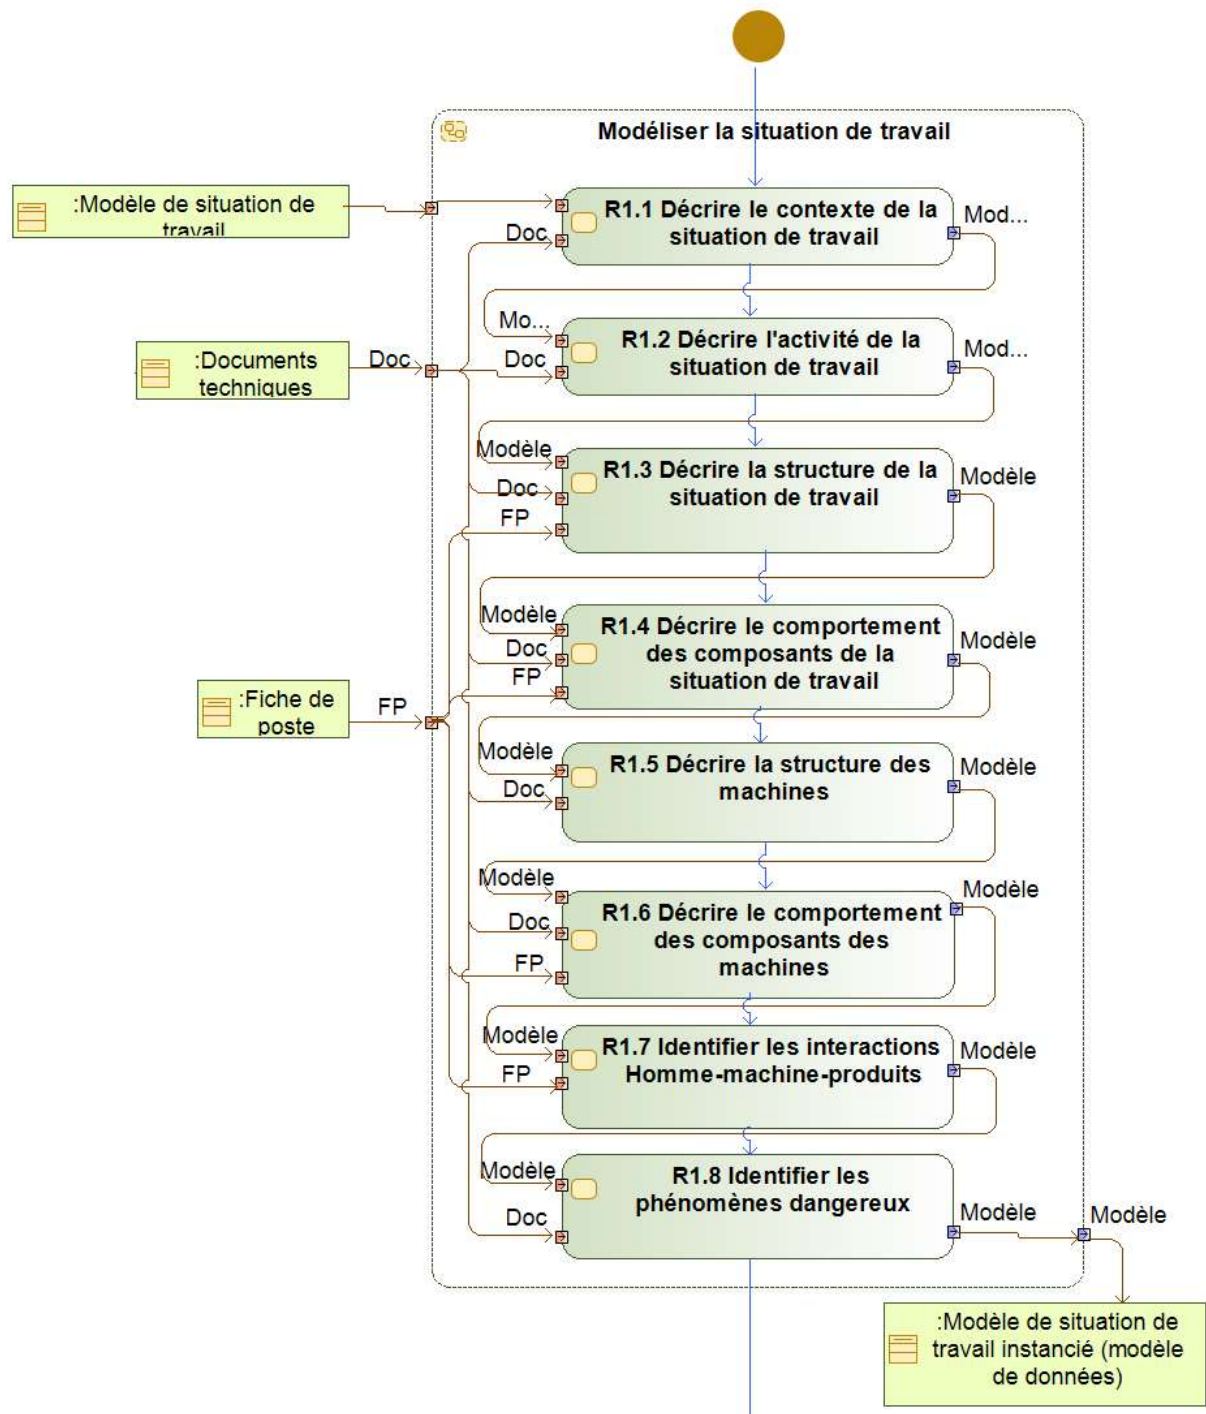 Modéliser la situation de travail
:Modèle de situation de
travail
R1.1 Décrire le contexte de la
situation de travail
Doc
Mod...
Mo...
Doc
R1.2 Décrire l'activité de la
situation de travail
Mod...
:Documents
techniques
Doc
Modèle
Doc
FP
R1.3 Décrire la structure de la
situation de travail
Modèle
Modèle
Doc
FP
R1.4 Décrire le comportement
des composants de la
situation de travail
Modèle
:Fiche de
poste
FP
Modèle
Doc
R1.5 Décrire la structure des
machines
Modèle
Modèle
Doc
FP
R1.6 Décrire le comportement
des composants des
machines
Modèle
Modèle
FP
R1.7 Identifier les interactions
Homme-machine-produits
Modèle
Modèle
Doc
R1.8 Identifier les
phénomènes dangereux
Modèle
Modèle
:Modèle de situation de
travail instancié (modèle
de données)